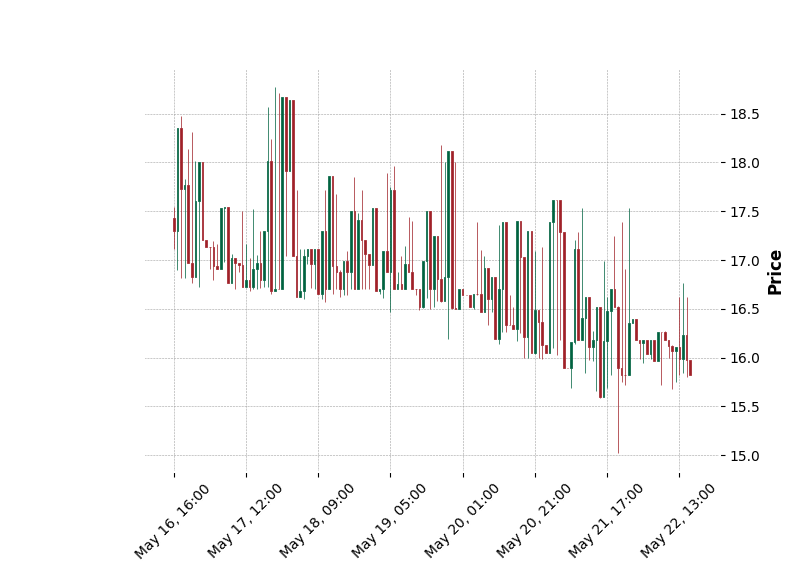 18.5
18.0
17.5
17.0
16.5
16.0
15.5
15.0
Price
May 16, 16:00
May 17, 12:00
May 18, 09:00
May 19, 05:00
May 20, 01:00
May 20, 21:00
May 21, 17:00
May 22, 13:00